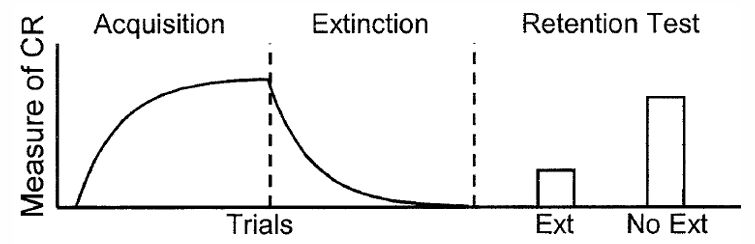 Measure of CR
Acquisition
Extinction
Retention Test
Trials
Ext
No Ext